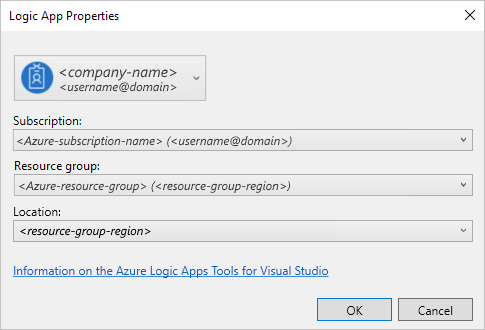 Logic App Properties
<company-name>
<username@domain>
Subscription:
<Azure-subscription-name> (<username@domain>)
Resource group:
<Azure-resource-group> (<resource-group-region>)
Location:
<resource-group-region>
Information on the Azure Logic Apps Tools for Visual Studio
OK
Cancel